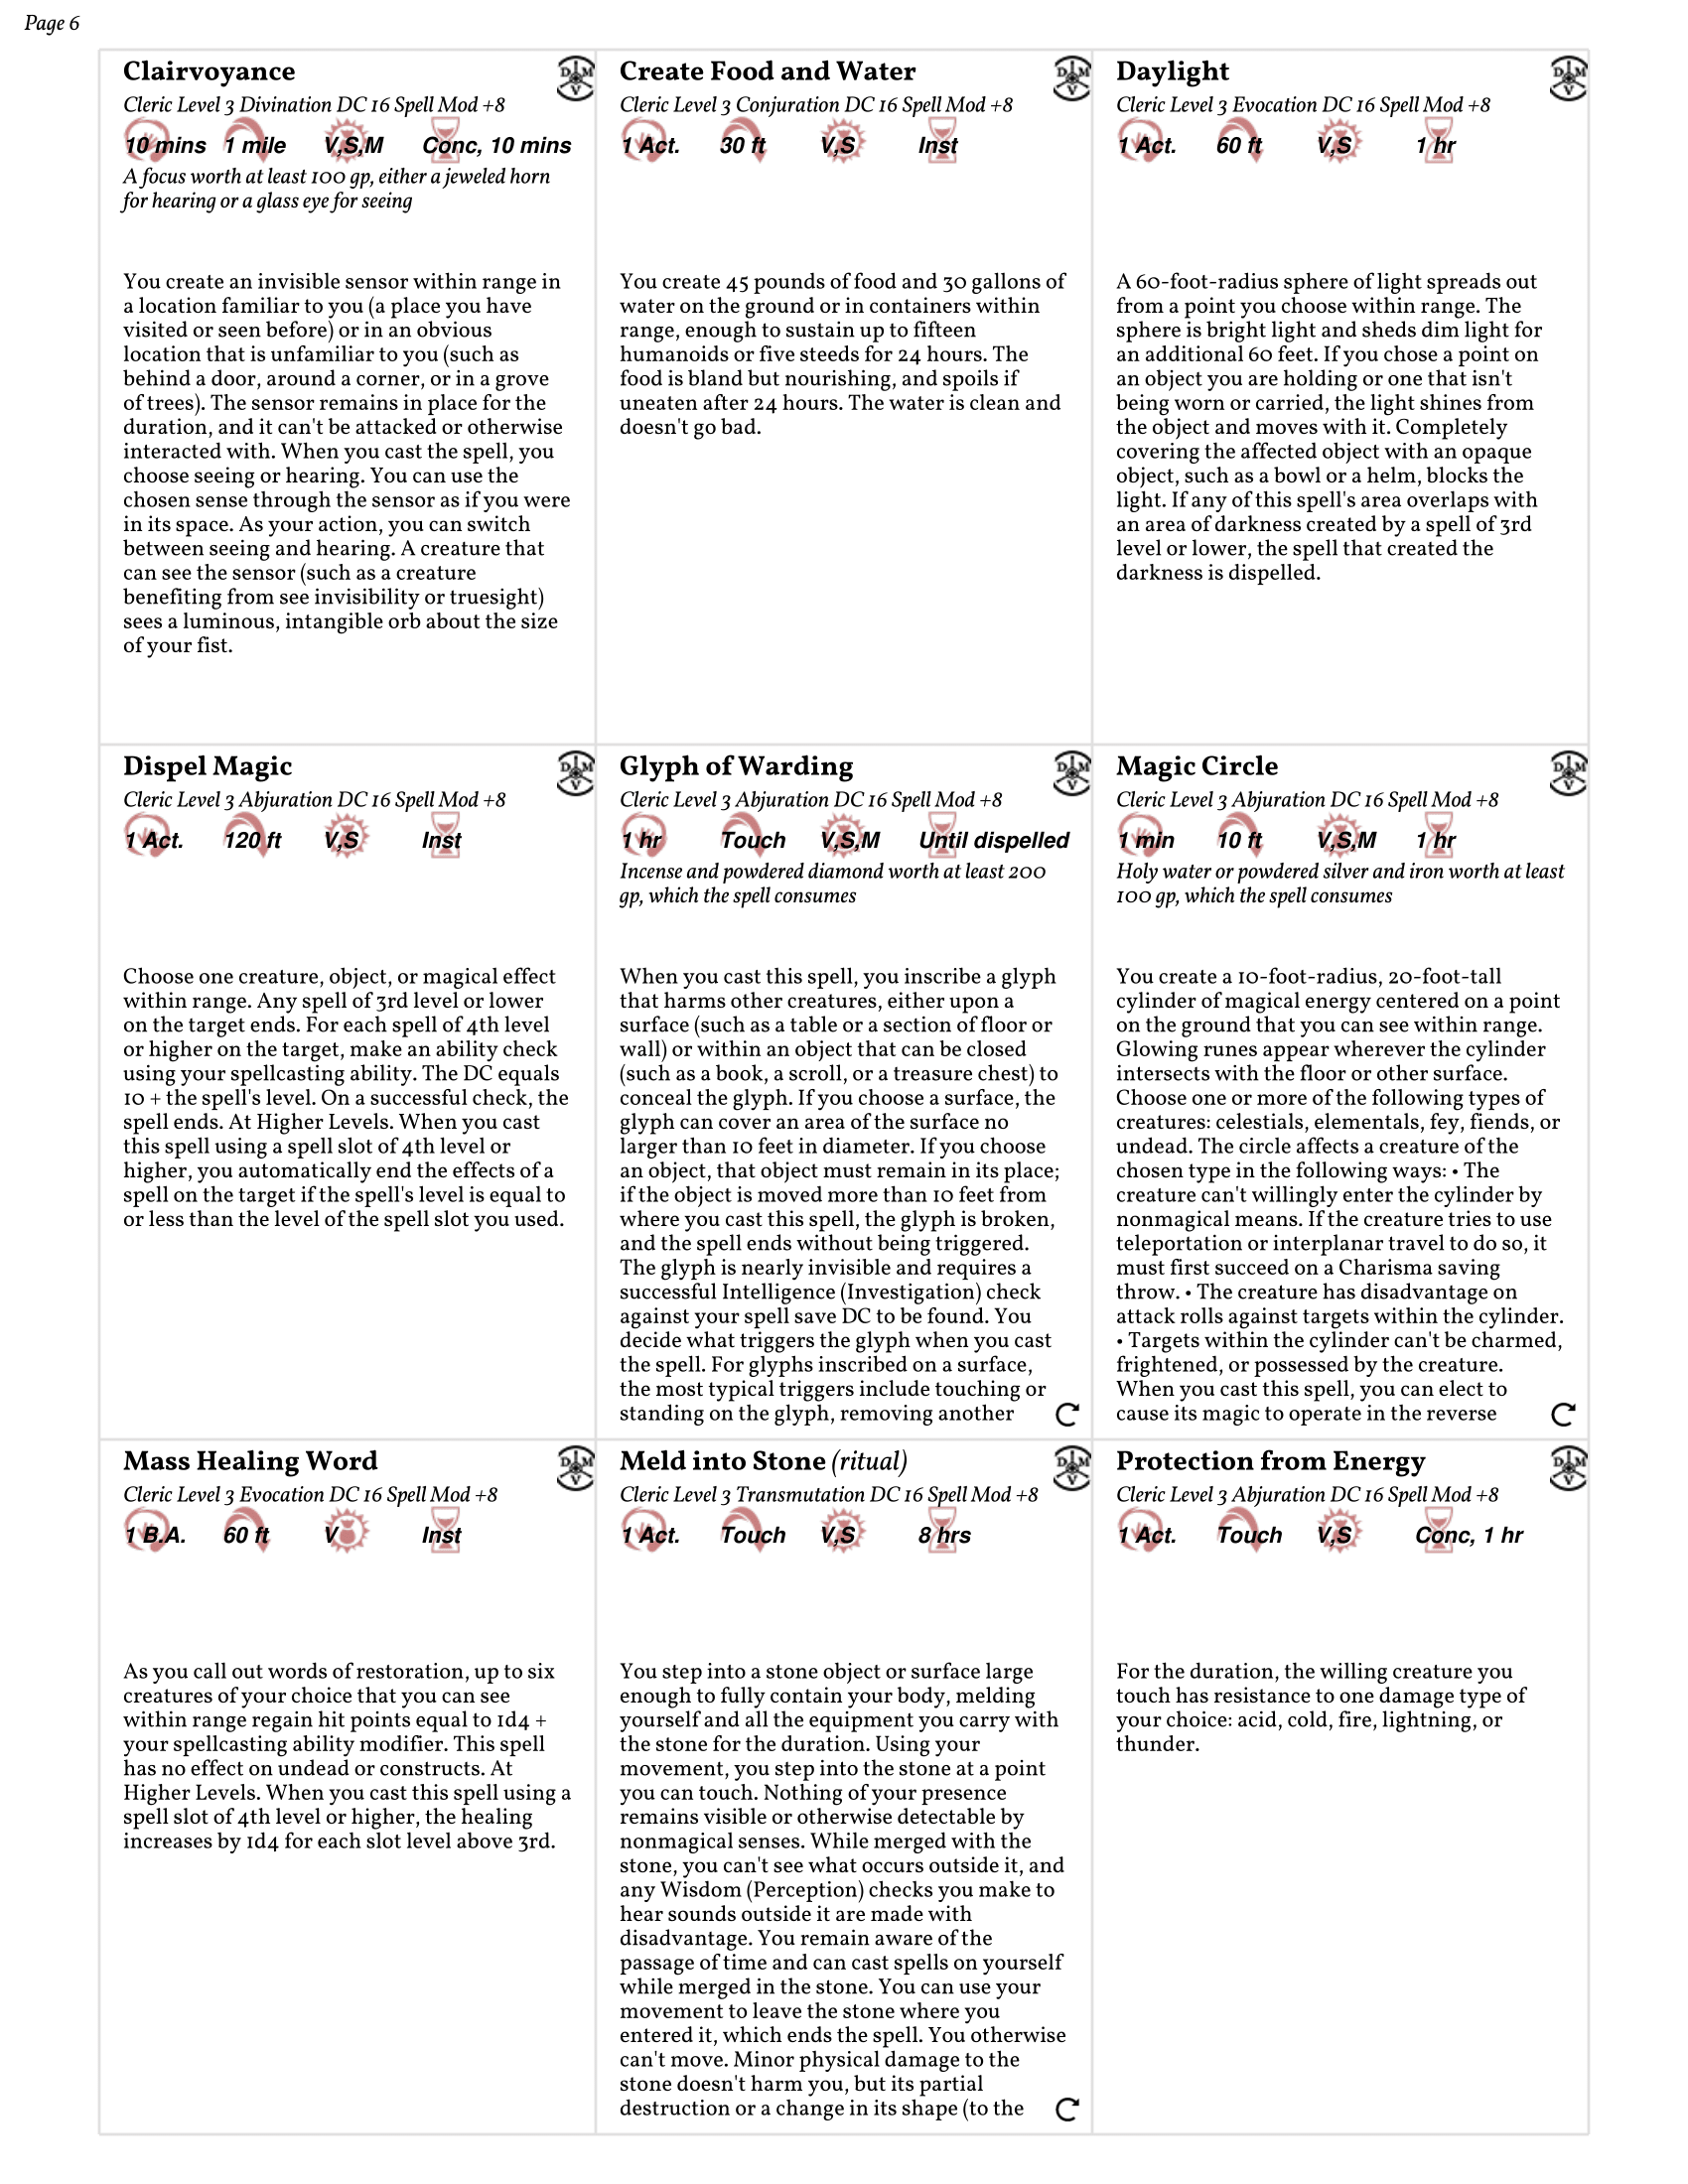 Page 6
Clairvoyance
Cleric Level 3 Divination DC 16 Spell Mod +8
10 mins 1 mile V,S,M Conc, 10 mins
A focus worth at least 100 gp, either a jeweled horn
for hearing or a glass eye for seeing
You create an invisible sensor within range in
a location familiar to you (a place you have
visited or seen before) or in an obvious
location that is unfamiliar to you (such as
behind a door, around a corner, or in a grove
of trees). The sensor remains in place for the
duration, and it can't be attacked or otherwise
interacted with. When you cast the spell, you
choose seeing or hearing. You can use the
chosen sense through the sensor as if you were
in its space. As your action, you can switch
between seeing and hearing. A creature that
can see the sensor (such as a creature
benefiting from see invisibility or truesight)
sees a luminous, intangible orb about the size
of your fist.
DMV
Create Food and Water
Cleric Level 3 Conjuration DC 16 Spell Mod +8
1 Act. 30 ft V,S Inst
You create 45 pounds of food and 30 gallons of
water on the ground or in containers within
range, enough to sustain up to fifteen
humanoids or five steeds for 24 hours. The
food is bland but nourishing, and spoils if
uneaten after 24 hours. The water is clean and
doesn't go bad.
DMV
Daylight
Cleric Level 3 Evocation DC 16 Spell Mod +8
1 Act. 60 ft V,S 1 hr
A 60-foot-radius sphere of light spreads out
from a point you choose within range. The
sphere is bright light and sheds dim light for
an additional 60 feet. If you chose a point on
an object you are holding or one that isn't
being worn or carried, the light shines from
the object and moves with it. Completely
covering the affected object with an opaque
object, such as a bowl or a helm, blocks the
light. If any of this spell's area overlaps with
an area of darkness created by a spell of 3rd
level or lower, the spell that created the
darkness is dispelled.
DMV
Dispel Magic
Cleric Level 3 Abjuration DC 16 Spell Mod +8
1 Act. 120 ft V,S Inst
Choose one creature, object, or magical effect
within range. Any spell of 3rd level or lower
on the target ends. For each spell of 4th level
or higher on the target, make an ability check
using your spellcasting ability. The DC equals
10 + the spell's level. On a successful check, the
spell ends. At Higher Levels. When you cast
this spell using a spell slot of 4th level or
higher, you automatically end the effects of a
spell on the target if the spell's level is equal to
or less than the level of the spell slot you used.
DMV
Glyph of Warding
Cleric Level 3 Abjuration DC 16 Spell Mod +8
1 hr Touch V,S,M Until dispelled
Incense and powdered diamond worth at least 200
gp, which the spell consumes
When you cast this spell, you inscribe a glyph
that harms other creatures, either upon a
surface (such as a table or a section of floor or
wall) or within an object that can be closed
(such as a book, a scroll, or a treasure chest) to
conceal the glyph. If you choose a surface, the
glyph can cover an area of the surface no
larger than 10 feet in diameter. If you choose
an object, that object must remain in its place;
if the object is moved more than 10 feet from
where you cast this spell, the glyph is broken,
and the spell ends without being triggered.
The glyph is nearly invisible and requires a
successful Intelligence (Investigation) check
against your spell save DC to be found. You
decide what triggers the glyph when you cast
the spell. For glyphs inscribed on a surface,
the most typical triggers include touching or
standing on the glyph, removing another
DMV
Magic Circle
Cleric Level 3 Abjuration DC 16 Spell Mod +8
1 min 10 ft V,S,M 1 hr
Holy water or powdered silver and iron worth at least
100 gp, which the spell consumes
You create a 10-foot-radius, 20-foot-tall
cylinder of magical energy centered on a point
on the ground that you can see within range.
Glowing runes appear wherever the cylinder
intersects with the floor or other surface.
Choose one or more of the following types of
creatures: celestials, elementals, fey, fiends, or
undead. The circle affects a creature of the
chosen type in the following ways: • The
creature can't willingly enter the cylinder by
nonmagical means. If the creature tries to use
teleportation or interplanar travel to do so, it
must first succeed on a Charisma saving
throw. • The creature has disadvantage on
attack rolls against targets within the cylinder.
• Targets within the cylinder can't be charmed,
frightened, or possessed by the creature.
When you cast this spell, you can elect to
cause its magic to operate in the reverse
DMV
Mass Healing Word
Cleric Level 3 Evocation DC 16 Spell Mod +8
1 B.A. 60 ft V Inst
As you call out words of restoration, up to six
creatures of your choice that you can see
within range regain hit points equal to 1d4 +
your spellcasting ability modifier. This spell
has no effect on undead or constructs. At
Higher Levels. When you cast this spell using a
spell slot of 4th level or higher, the healing
increases by 1d4 for each slot level above 3rd.
DMV
Meld into Stone (ritual)
Cleric Level 3 Transmutation DC 16 Spell Mod +8
1 Act. Touch V,S 8 hrs
You step into a stone object or surface large
enough to fully contain your body, melding
yourself and all the equipment you carry with
the stone for the duration. Using your
movement, you step into the stone at a point
you can touch. Nothing of your presence
remains visible or otherwise detectable by
nonmagical senses. While merged with the
stone, you can't see what occurs outside it, and
any Wisdom (Perception) checks you make to
hear sounds outside it are made with
disadvantage. You remain aware of the
passage of time and can cast spells on yourself
while merged in the stone. You can use your
movement to leave the stone where you
entered it, which ends the spell. You otherwise
can't move. Minor physical damage to the
stone doesn't harm you, but its partial
destruction or a change in its shape (to the
DMV
Protection from Energy
Cleric Level 3 Abjuration DC 16 Spell Mod +8
1 Act. Touch V,S Conc, 1 hr
For the duration, the willing creature you
touch has resistance to one damage type of
your choice: acid, cold, fire, lightning, or
thunder.
DMV